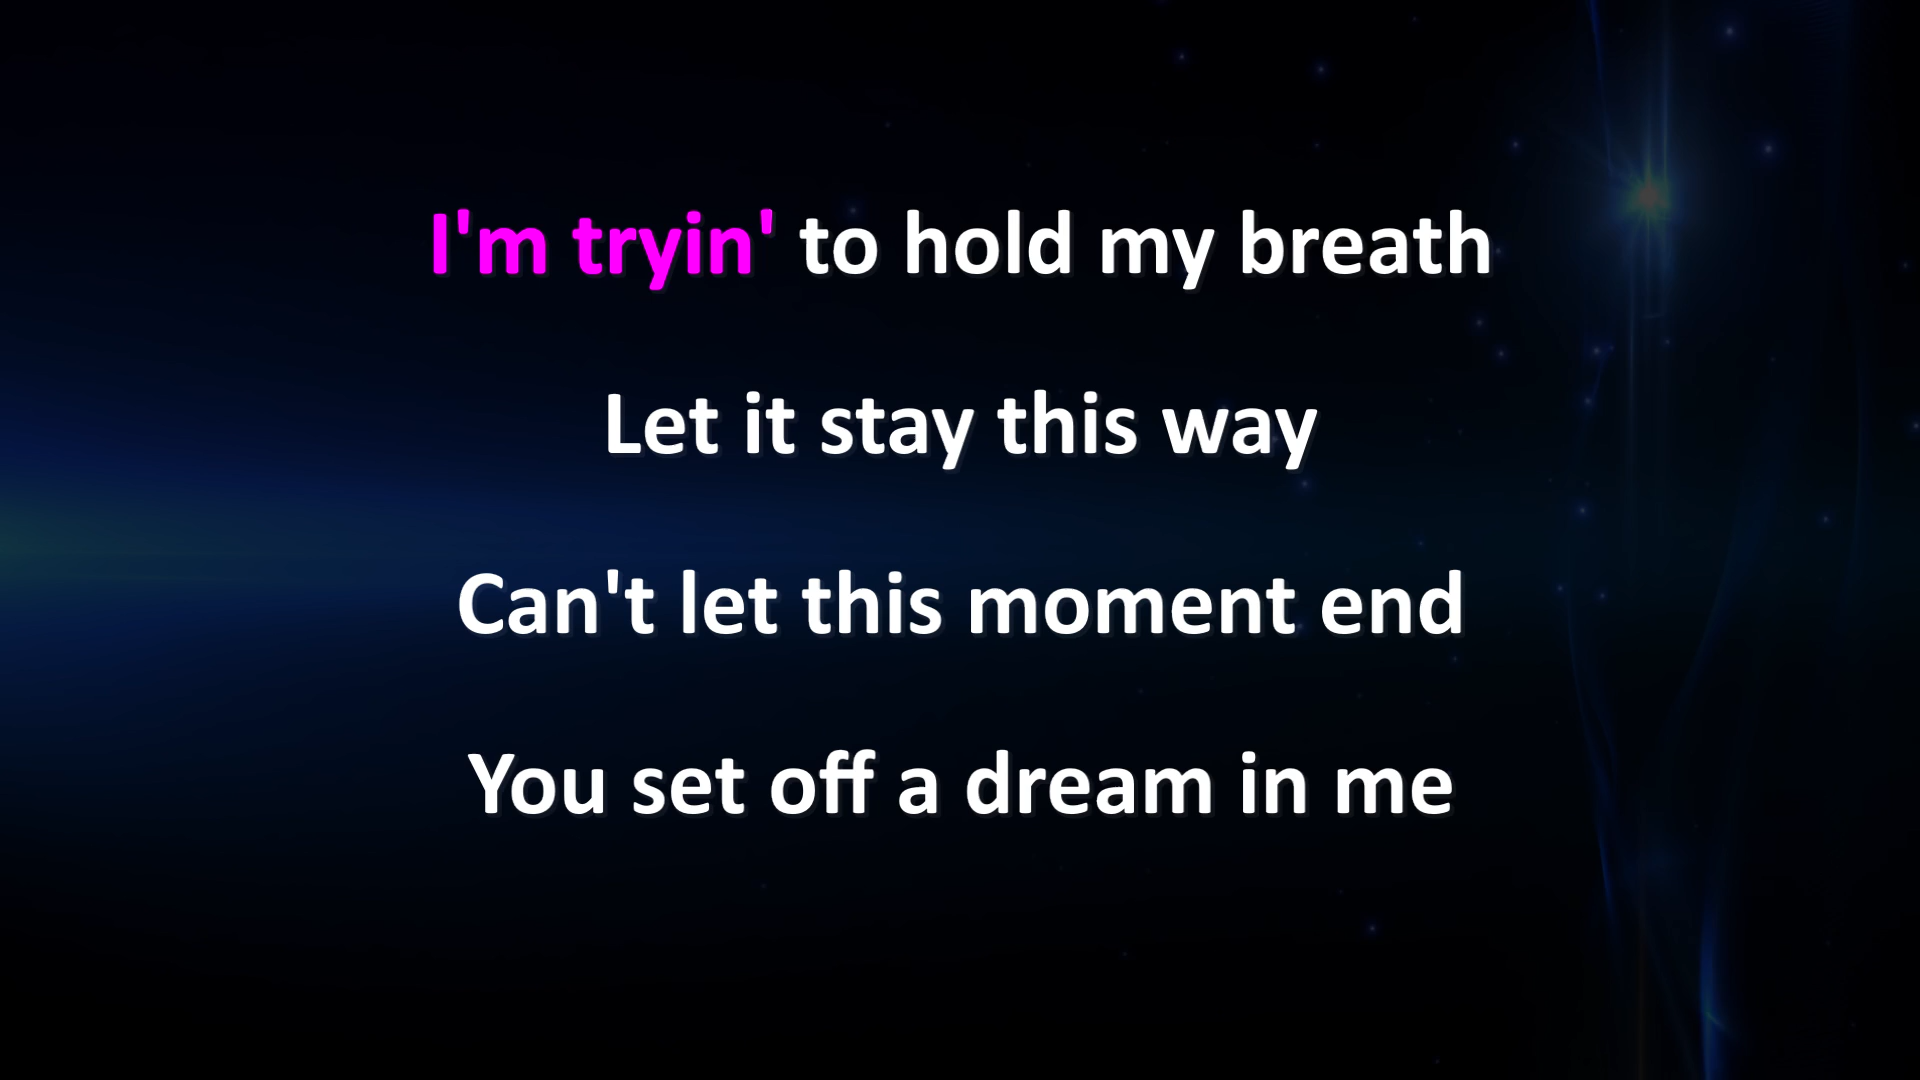 I'm tryin' to hold my breath
Let it stay this way
Can't let this moment end
You set off a dream in me